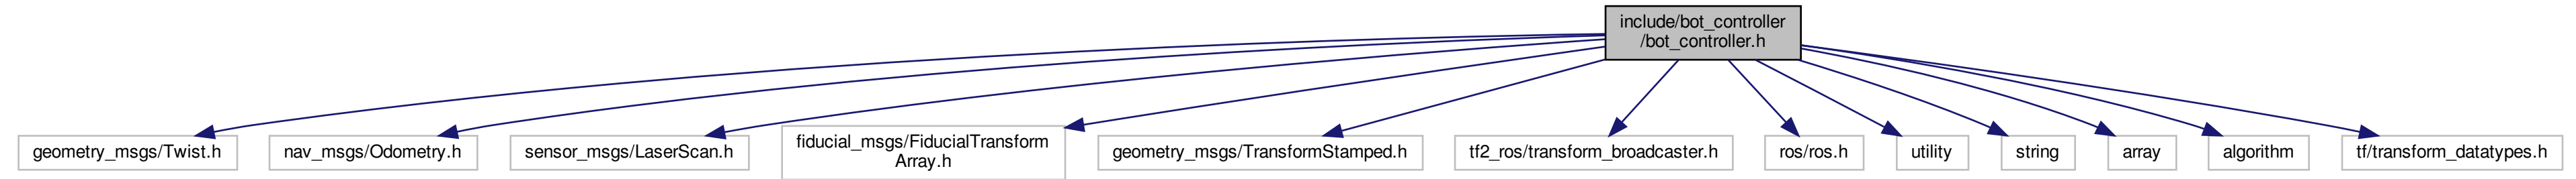 include/bot_controller
/bot_controller.h
geometry_msgs/Twist.h
nav_msgs/Odometry.h
sensor_msgs/LaserScan.h
fiducial_msgs/FiducialTransform
Array.h
geometry_msgs/TransformStamped.h
tf2_ros/transform_broadcaster.h
ros/ros.h
utility
string
array
algorithm
tf/transform_datatypes.h